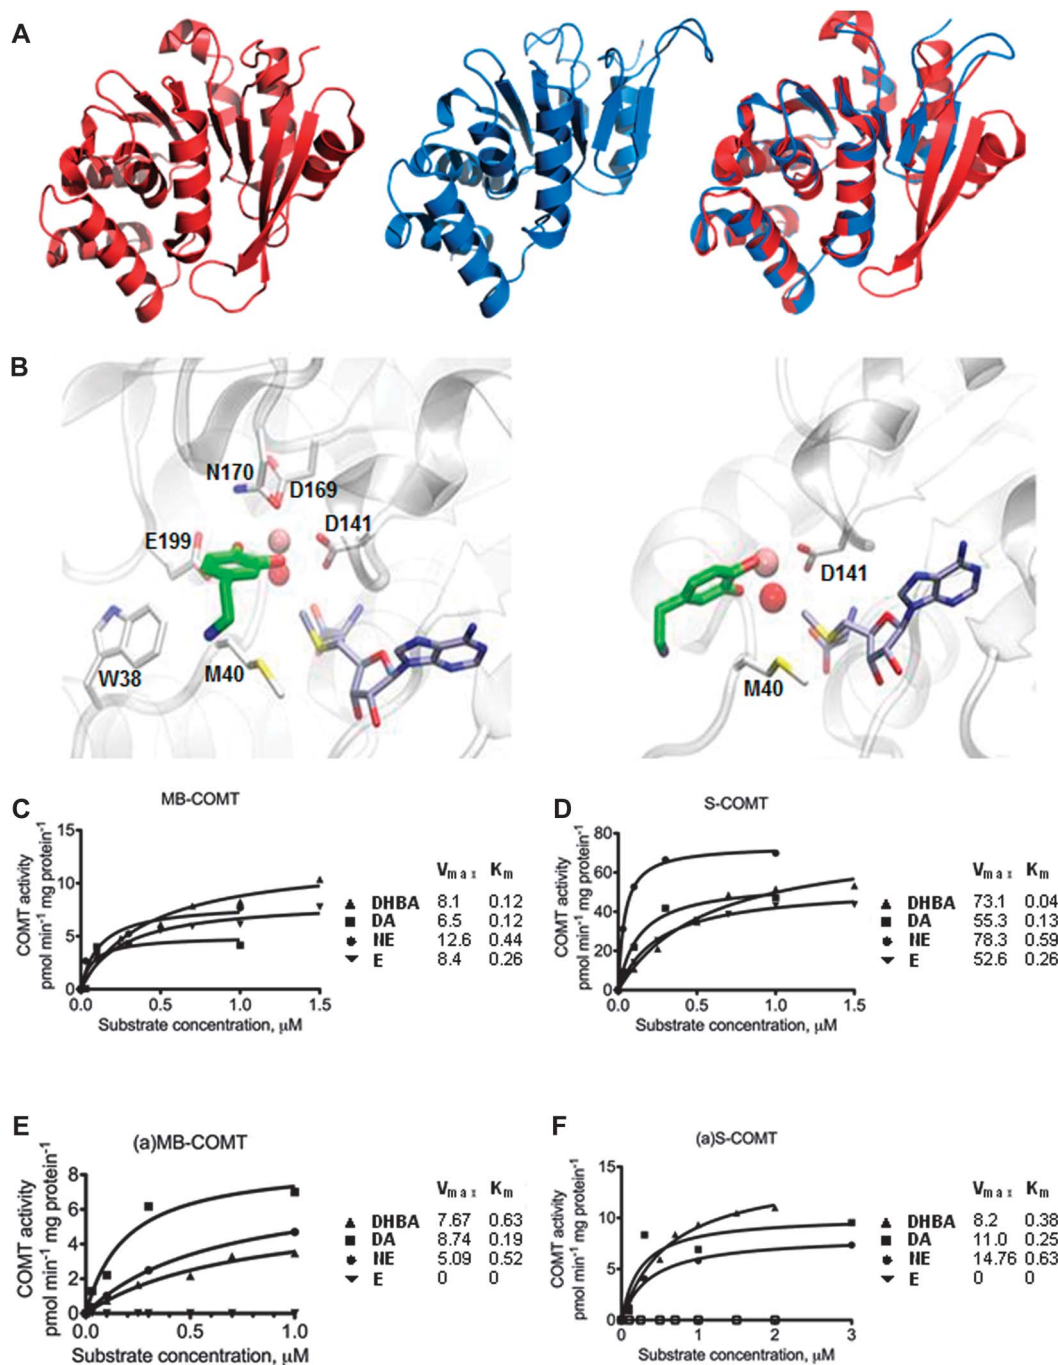 A
B
N170
D169
D141
E199
W38
M40
D141
M40
C
MB-COMT
COMT activity
pmol min⁻¹ mg protein⁻¹
15
10
5
0
0.0 0.5 1.0 1.5
Substrate concentration, μM
Vmax Km
DHBA 8.1 0.12
DA 6.5 0.12
NE 12.6 0.44
E 8.4 0.26
D
S-COMT
COMT activity
pmol min⁻¹ mg protein⁻¹
80
60
40
20
0
0.0 0.5 1.0 1.5
Substrate concentration, μM
Vmax Km
DHBA 73.1 0.04
DA 55.3 0.13
NE 78.3 0.59
E 52.6 0.26
E
(a)MB-COMT
COMT activity
pmol min⁻¹ mg protein⁻¹
8
6
4
2
0
0.0 0.5 1.0
Substrate concentration, μM
Vmax Km
DHBA 7.67 0.63
DA 8.74 0.19
NE 5.09 0.52
E 0 0
F
(a)S-COMT
COMT activity
pmol min⁻¹ mg protein⁻¹
15
10
5
0
0 1 2 3
Substrate concentration, μM
Vmax Km
DHBA 8.2 0.38
DA 11.0 0.25
NE 14.76 0.63
E 0 0